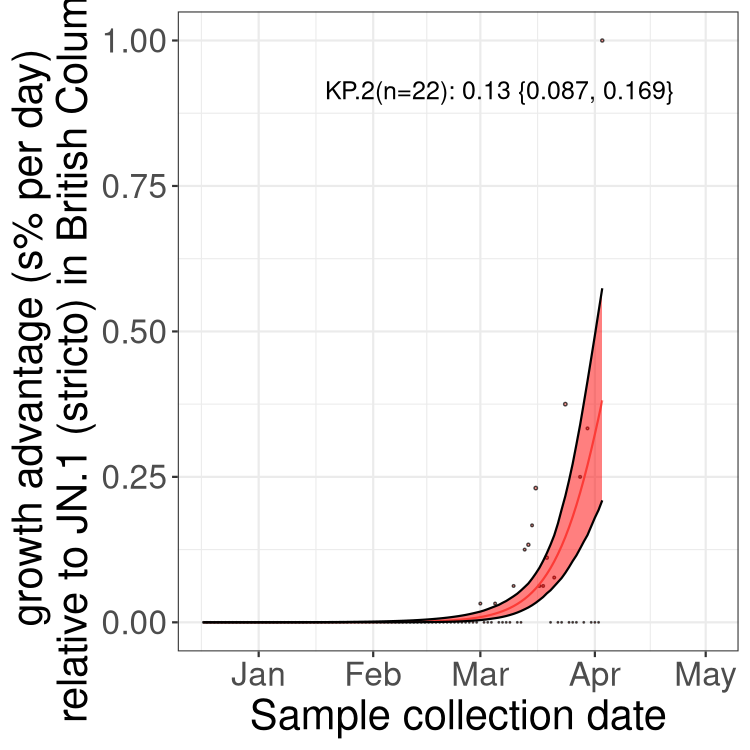 growth advantage (s% per day)
relative to JN.1 (stricto) in British Colum
1.00
0.75
0.50
0.25
0.00
KP.2(n=22): 0.13 {0.087, 0.169}
Jan Feb Mar Apr May
Sample collection date